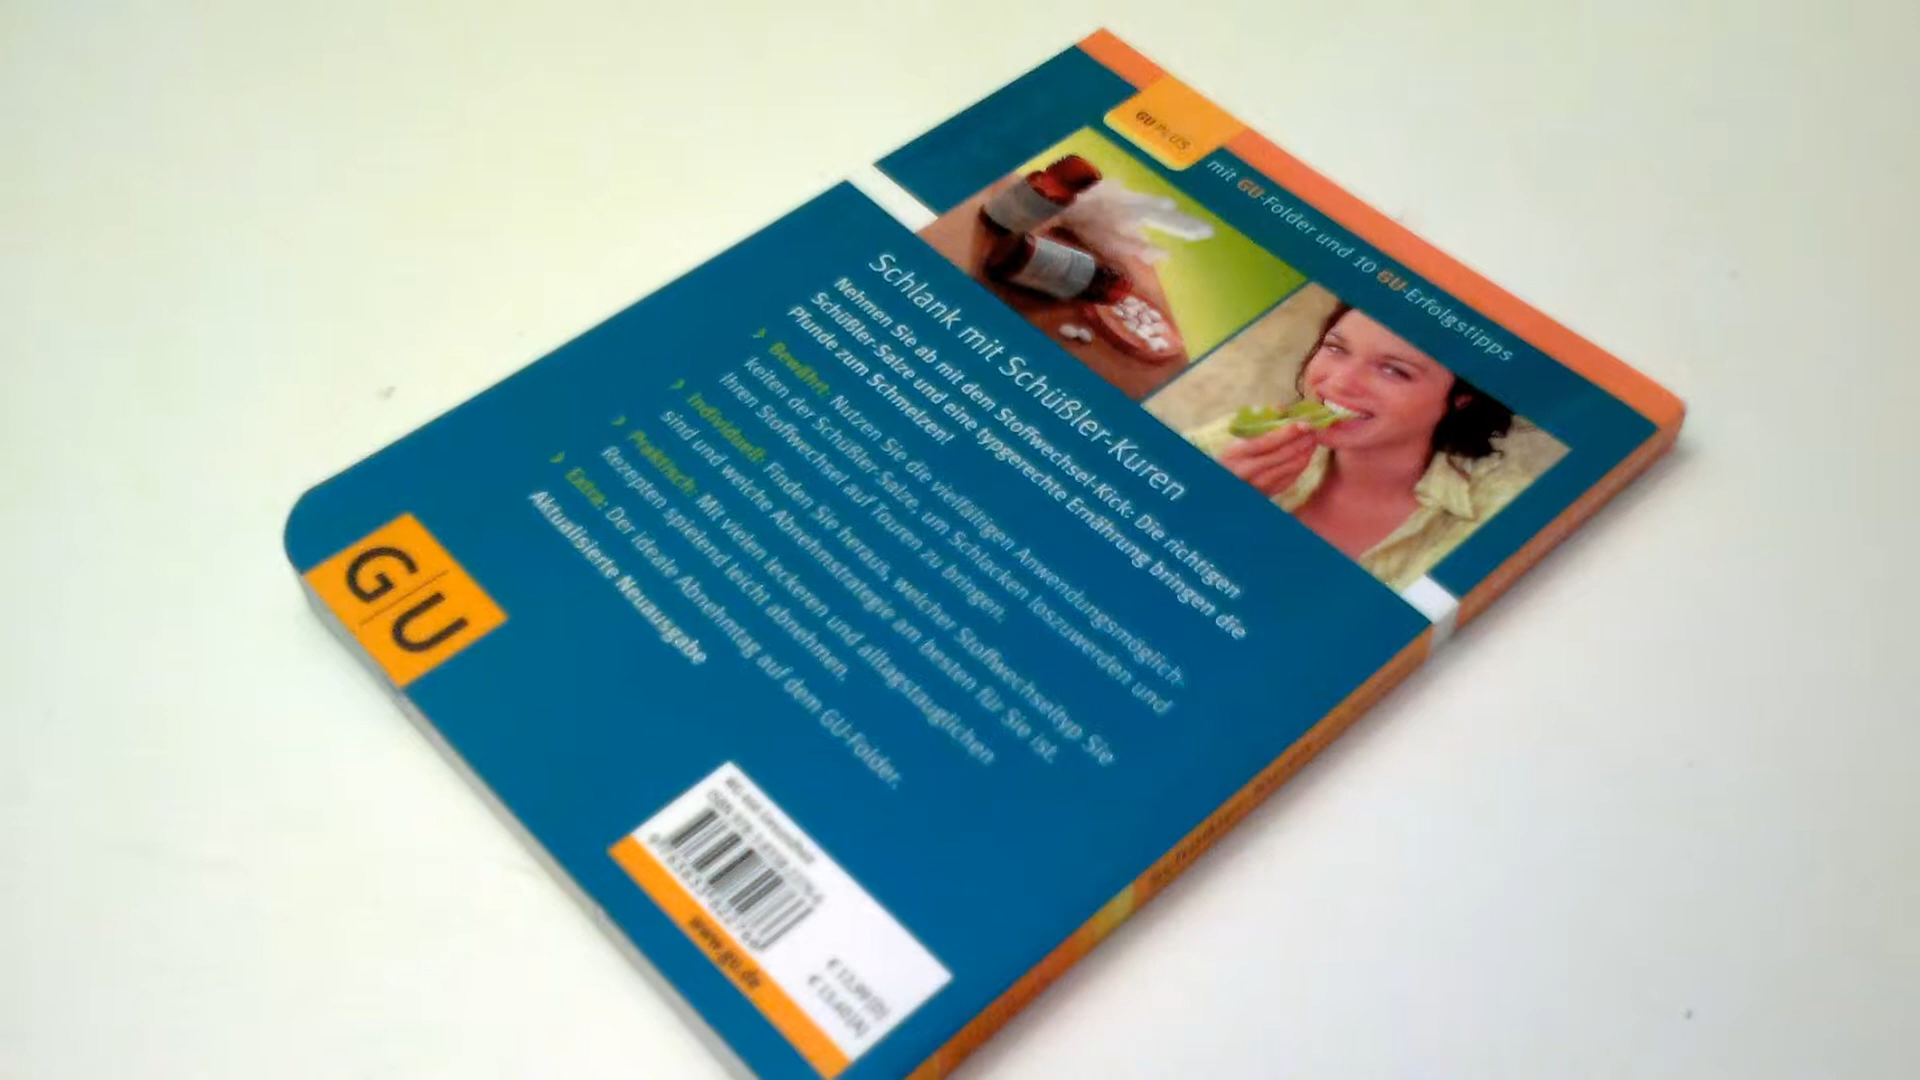 GU PLUS
mit GU-Folder und 10 GU-Erfolgstipps
Schlank mit Schüßler-Kuren
Nehmen Sie ab mit dem Stoffwechsel-Kick: Die richtigen
Schüßler-Salze und eine typgerechte Ernährung bringen die
Pfunde zum Schmelzen!
› Bewährt: Nutzen Sie die vielfältigen Anwendungsmöglich-
keiten der Schüßler-Salze, um Schlacken loszuwerden und
Ihren Stoffwechsel auf Touren zu bringen.
› Individuell: Finden Sie heraus, welcher Stoffwechseltyp Sie
sind und welche Abnehmstrategie am besten für Sie ist.
› Praktisch: Mit vielen leckeren und alltagstauglichen
Rezepten spielend leicht abnehmen.
› Extra: Der ideale Abnehmtag auf dem GU-Folder.
Aktualisierte Neuausgabe
G|U
www.gu.de